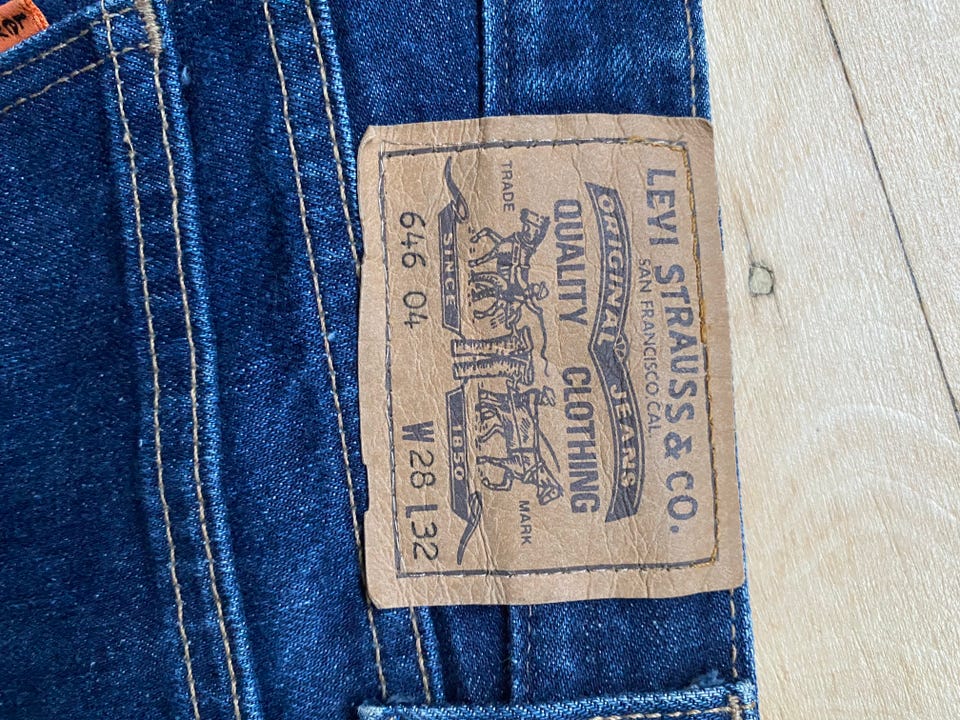 LEVI STRAUSS & CO.
SAN FRANCISCO CAL.
ORIGINAL JEANS
QUALITY CLOTHING
TRADE MARK
SINCE 1850
646 04 W 28 L 32